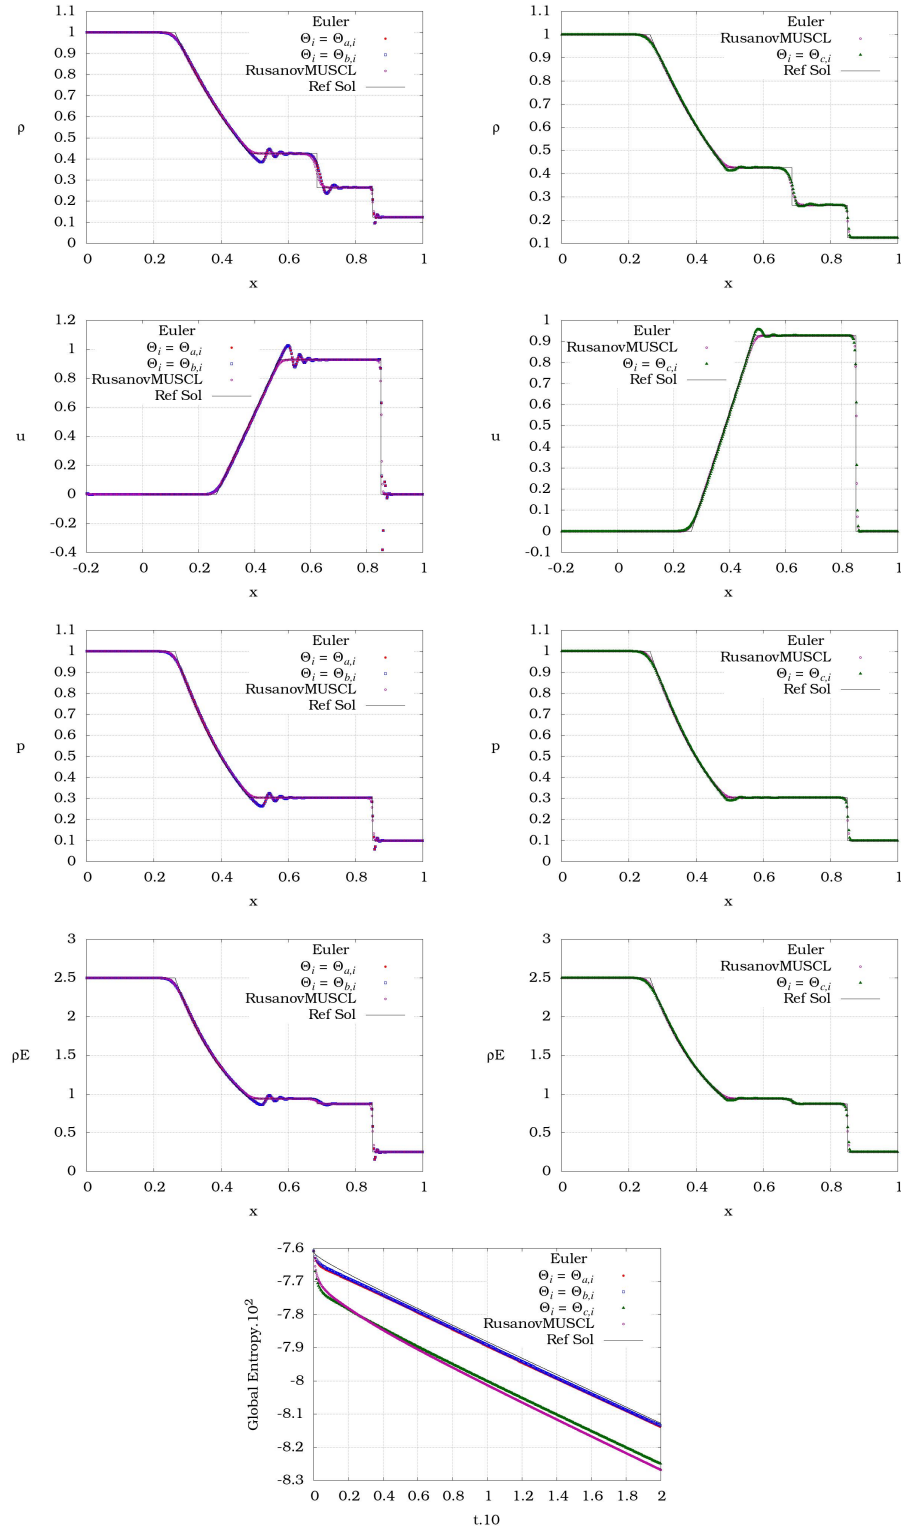 1.1
1
0.9
0.8
0.7
0.6
0.5
0.4
0.3
0.2
0.1
0
ρ
0 0.2 0.4 0.6 0.8 1
x
Euler
Θi = Θa,i
Θi = Θb,i
RusanovMUSCL
Ref Sol
1.1
1
0.9
0.8
0.7
0.6
0.5
0.4
0.3
0.2
0.1
ρ
0 0.2 0.4 0.6 0.8 1
x
Euler
RusanovMUSCL
Θi = Θc,i
Ref Sol
1.2
1
0.8
0.6
0.4
0.2
0
-0.2
-0.4
u
-0.2 0 0.2 0.4 0.6 0.8 1
x
Euler
Θi = Θa,i
Θi = Θb,i
RusanovMUSCL
Ref Sol
1
0.9
0.8
0.7
0.6
0.5
0.4
0.3
0.2
0.1
0
-0.1
u
-0.2 0 0.2 0.4 0.6 0.8 1
x
Euler
RusanovMUSCL
Θi = Θc,i
Ref Sol
1.1
1
0.9
0.8
0.7
0.6
0.5
0.4
0.3
0.2
0.1
0
p
0 0.2 0.4 0.6 0.8 1
x
Euler
Θi = Θa,i
Θi = Θb,i
RusanovMUSCL
Ref Sol
1.1
1
0.9
0.8
0.7
0.6
0.5
0.4
0.3
0.2
0.1
0
p
0 0.2 0.4 0.6 0.8 1
x
Euler
RusanovMUSCL
Θi = Θc,i
Ref Sol
3
2.5
2
1.5
1
0.5
0
ρE
0 0.2 0.4 0.6 0.8 1
x
Euler
Θi = Θa,i
Θi = Θb,i
RusanovMUSCL
Ref Sol
3
2.5
2
1.5
1
0.5
0
ρE
0 0.2 0.4 0.6 0.8 1
x
Euler
RusanovMUSCL
Θi = Θc,i
Ref Sol
-7.6
-7.7
-7.8
-7.9
-8
-8.1
-8.2
-8.3
Global Entropy.10²
0 0.2 0.4 0.6 0.8 1 1.2 1.4 1.6 1.8 2
t.10
Euler
Θi = Θa,i
Θi = Θb,i
Θi = Θc,i
RusanovMUSCL
Ref Sol